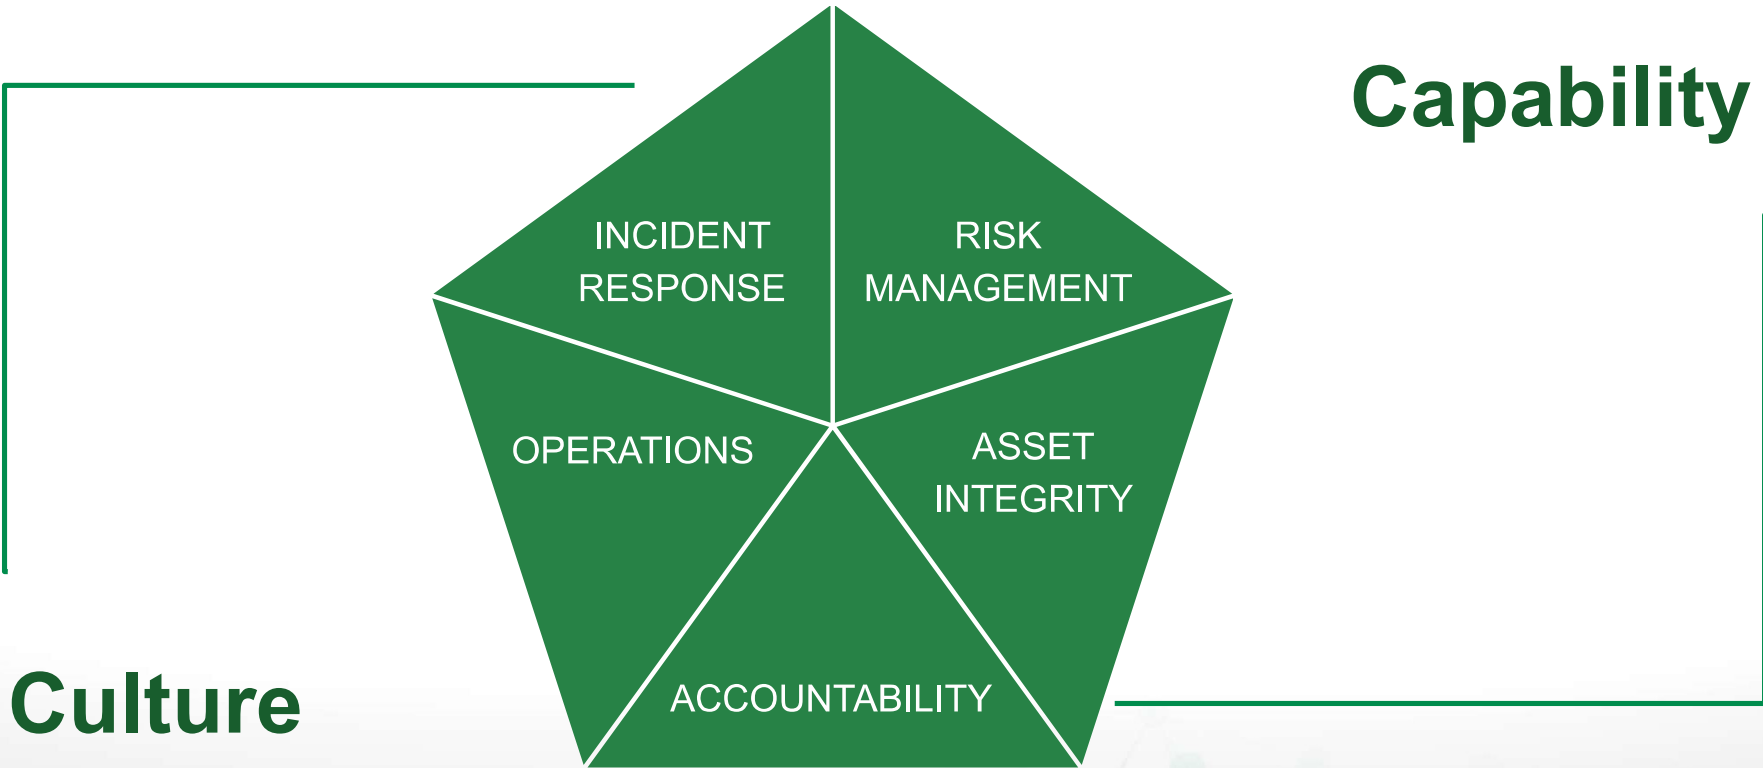 Capability
INCIDENT
RESPONSE
RISK
MANAGEMENT
OPERATIONS
ASSET
INTEGRITY
ACCOUNTABILITY
Culture